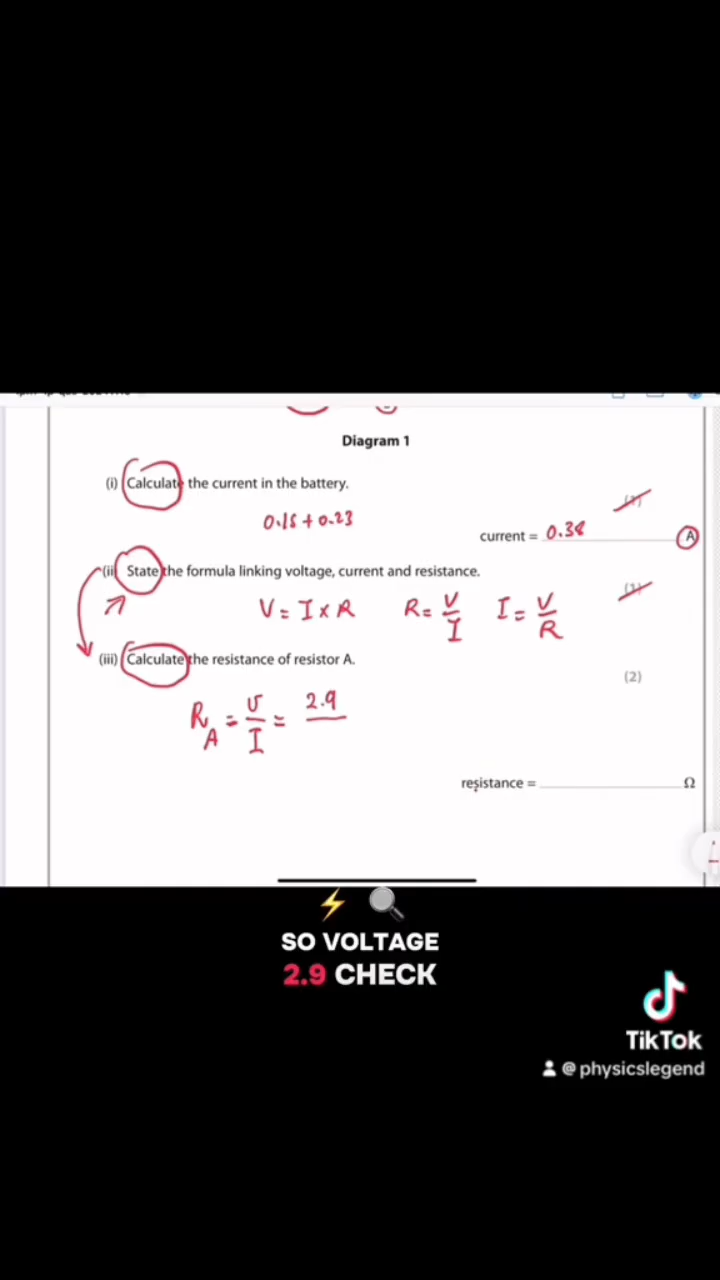 Diagram 1
(i) Calculate the current in the battery.
0.15 + 0.23
(1)
current = 0.38 A
(ii) State the formula linking voltage, current and resistance.
(1)
V = I × R R = V/I I = V/R
(iii) Calculate the resistance of resistor A.
(2)
R_A = V/I = 2.9
resistance = Ω
SO VOLTAGE
2.9 CHECK
TikTok
@physicslegend